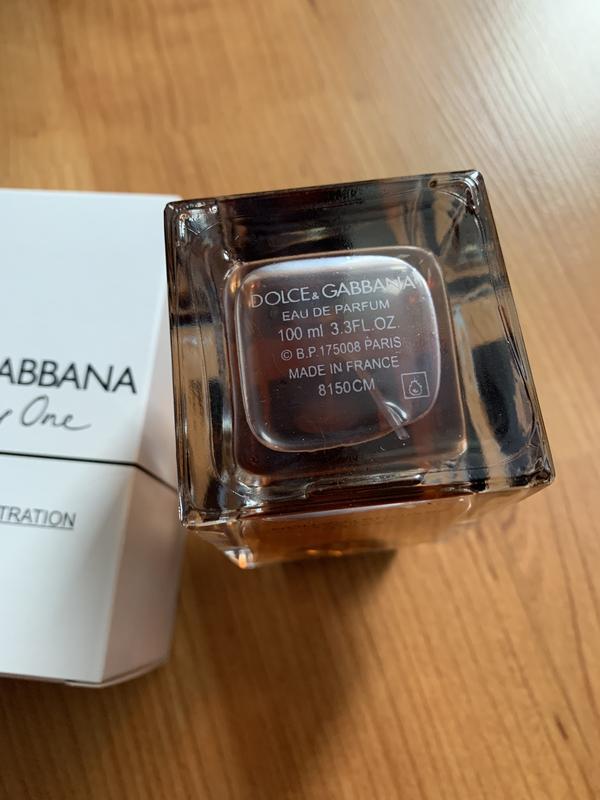 ABBANA
y One
TRATION
DOLCE & GABBANA
EAU DE PARFUM
100 ml 3.3FL.OZ.
© B.P.175008 PARIS
MADE IN FRANCE
8150CM